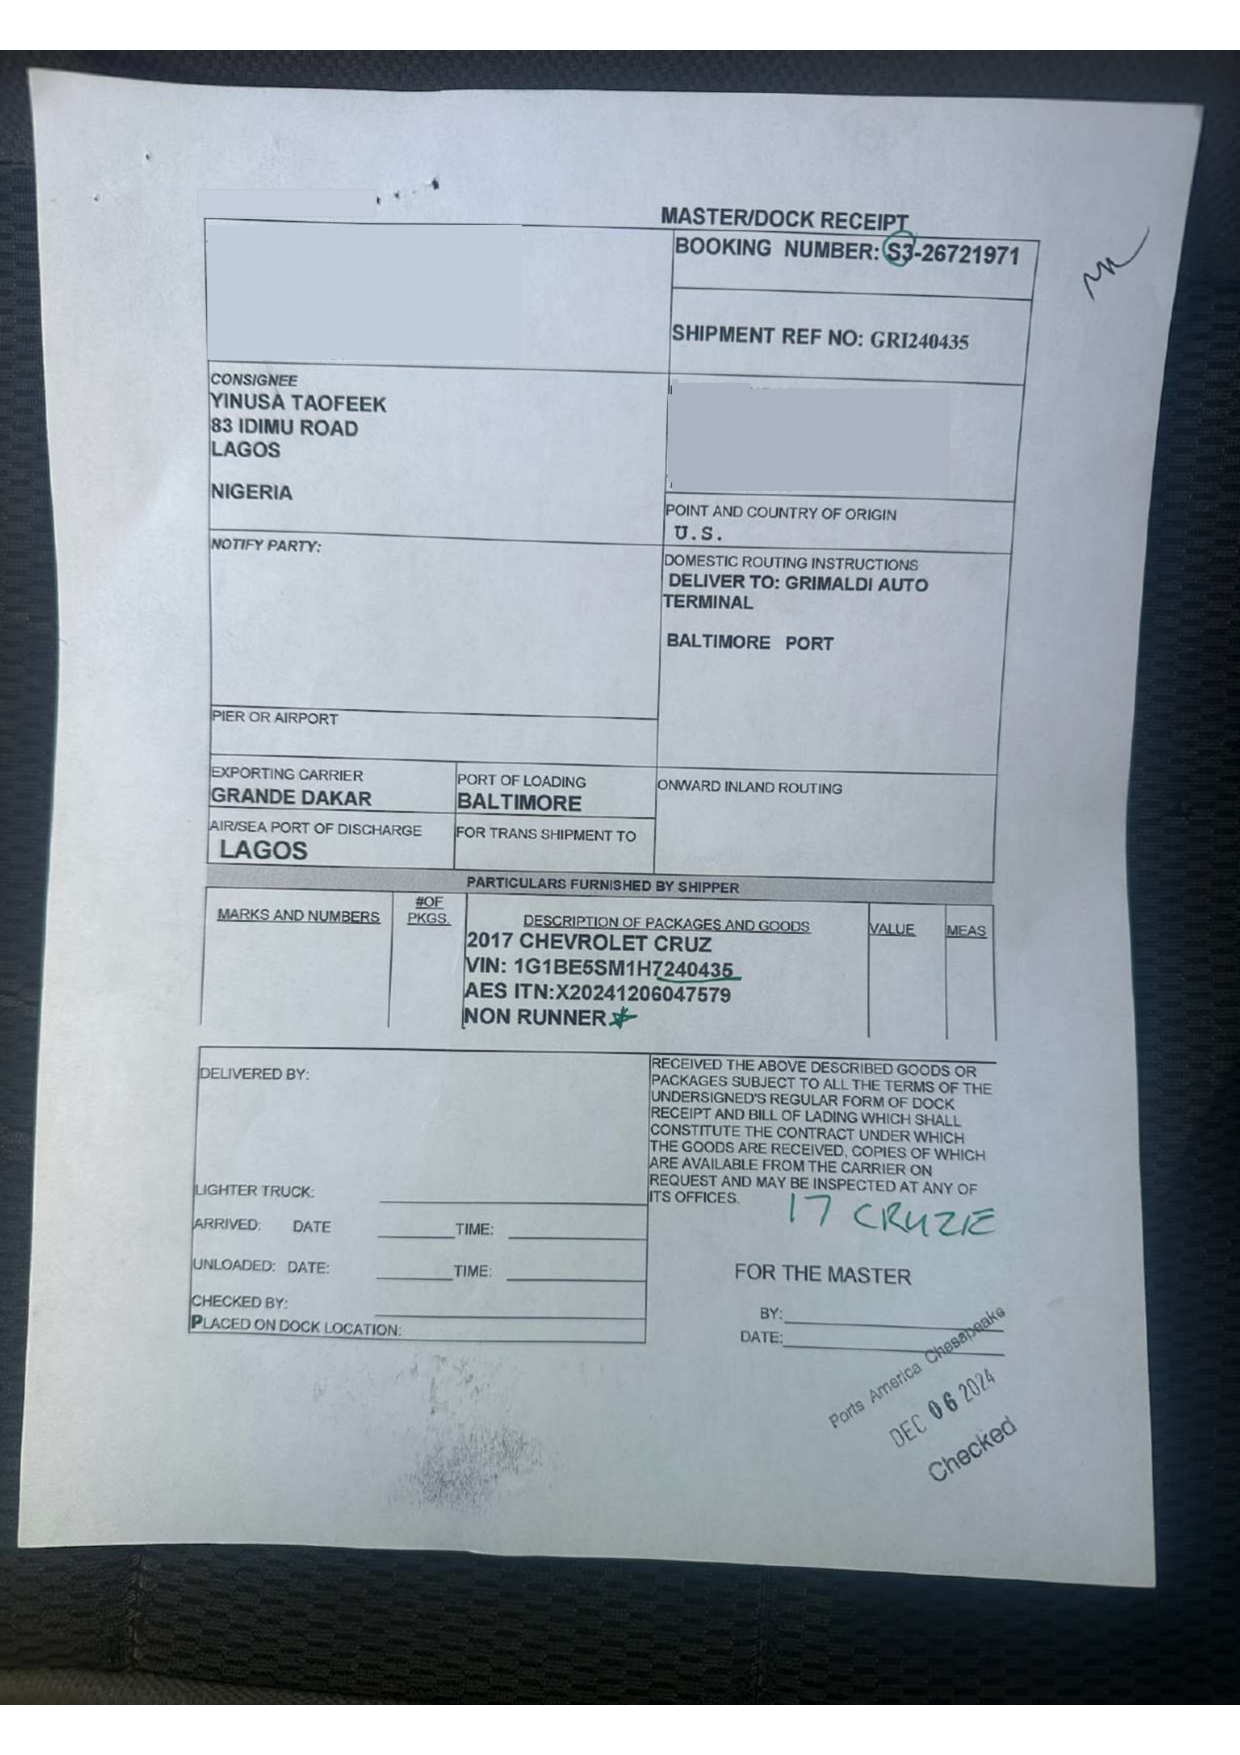 MASTER/DOCK RECEIPT
BOOKING NUMBER: S3-26721971
SHIPMENT REF NO: GRI240435
CONSIGNEE
YINUSA TAOFEEK
83 IDIMU ROAD
LAGOS
NIGERIA
POINT AND COUNTRY OF ORIGIN
U.S.
NOTIFY PARTY:
DOMESTIC ROUTING INSTRUCTIONS
DELIVER TO: GRIMALDI AUTO
TERMINAL
BALTIMORE PORT
PIER OR AIRPORT
EXPORTING CARRIER
GRANDE DAKAR
PORT OF LOADING
BALTIMORE
ONWARD INLAND ROUTING
AIR/SEA PORT OF DISCHARGE
LAGOS
FOR TRANS SHIPMENT TO
PARTICULARS FURNISHED BY SHIPPER
MARKS AND NUMBERS
#OF
PKGS.
DESCRIPTION OF PACKAGES AND GOODS
VALUE
MEAS
2017 CHEVROLET CRUZ
VIN: 1G1BE5SM1H7240435
AES ITN:X20241206047579
NON RUNNER
DELIVERED BY:
LIGHTER TRUCK:
ARRIVED: DATE TIME:
UNLOADED: DATE: TIME:
CHECKED BY:
PLACED ON DOCK LOCATION:
RECEIVED THE ABOVE DESCRIBED GOODS OR
PACKAGES SUBJECT TO ALL THE TERMS OF THE
UNDERSIGNED'S REGULAR FORM OF DOCK
RECEIPT AND BILL OF LADING WHICH SHALL
CONSTITUTE THE CONTRACT UNDER WHICH
THE GOODS ARE RECEIVED, COPIES OF WHICH
ARE AVAILABLE FROM THE CARRIER ON
REQUEST AND MAY BE INSPECTED AT ANY OF
ITS OFFICES.
17 CRUZIE
FOR THE MASTER
BY:
DATE:
Ports America Chesapeake
DEC 06 2024
Checked